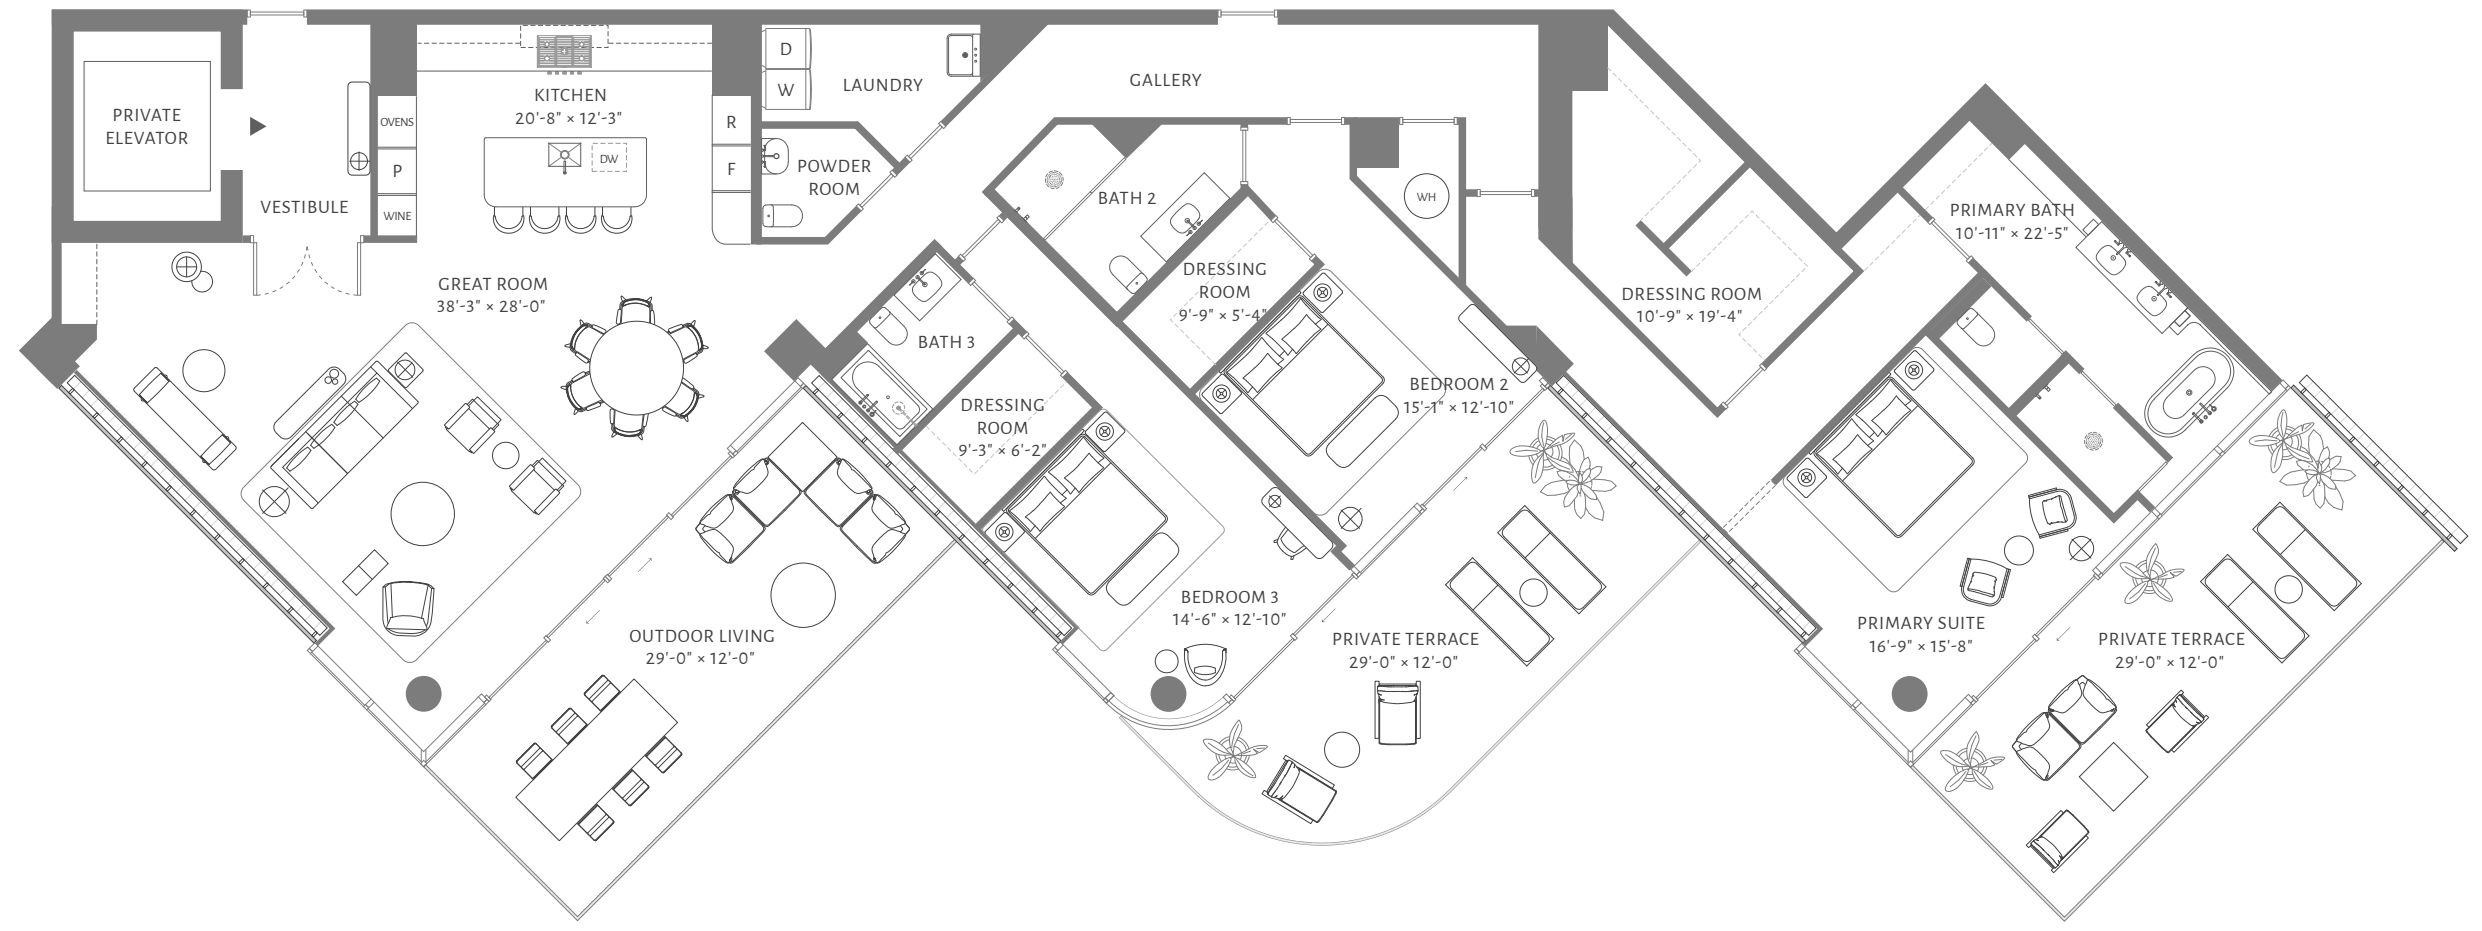 PRIVATE
ELEVATOR
VESTIBULE
OVENS
P
WINE
KITCHEN
20'-8" × 12'-3"
DW
R
F
D
W
LAUNDRY
POWDER
ROOM
GALLERY
GREAT ROOM
38'-3" × 28'-0"
BATH 2
WH
DRESSING
ROOM
9'-9" × 5'-4"
BATH 3
DRESSING
ROOM
9'-3" × 6'-2"
BEDROOM 2
15'-1" × 12'-10"
DRESSING ROOM
10'-9" × 19'-4"
PRIMARY BATH
10'-11" × 22'-5"
OUTDOOR LIVING
29'-0" × 12'-0"
BEDROOM 3
14'-6" × 12'-10"
PRIVATE TERRACE
29'-0" × 12'-0"
PRIMARY SUITE
16'-9" × 15'-8"
PRIVATE TERRACE
29'-0" × 12'-0"